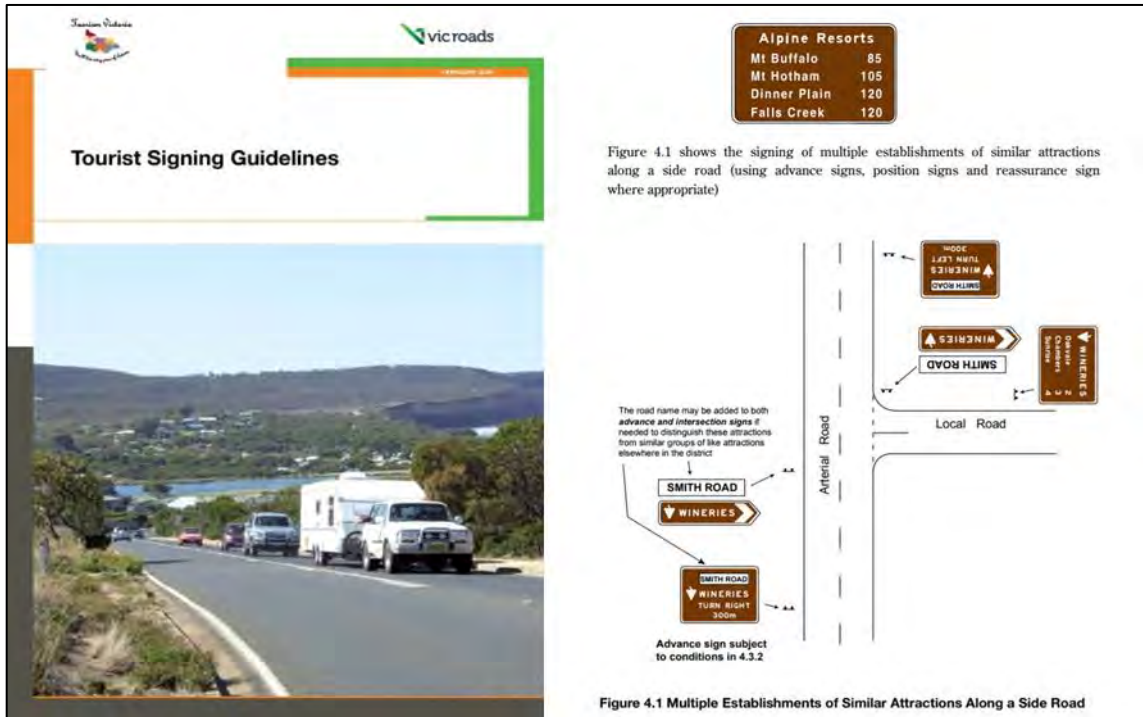 Tourism Victoria
vic roads
Tourist Signing Guidelines
Alpine Resorts
Mt Buffalo 85
Mt Hotham 105
Dinner Plain 120
Falls Creek 120
Figure 4.1 shows the signing of multiple establishments of similar attractions
along a side road (using advance signs, position signs and reassurance sign
where appropriate)
SMITH ROAD
WINERIES
TURN LEFT
300m
WINERIES
SMITH ROAD
WINERIES
Oakvale 2
Chambers 3
Sunrise 4
Local Road
Arterial Road
The road name may be added to both
advance and intersection signs if
needed to distinguish these attractions
from similar groups of like attractions
elsewhere in the district
SMITH ROAD
WINERIES
SMITH ROAD
WINERIES
TURN RIGHT
300m
Advance sign subject
to conditions in 4.3.2
Figure 4.1 Multiple Establishments of Similar Attractions Along a Side Road